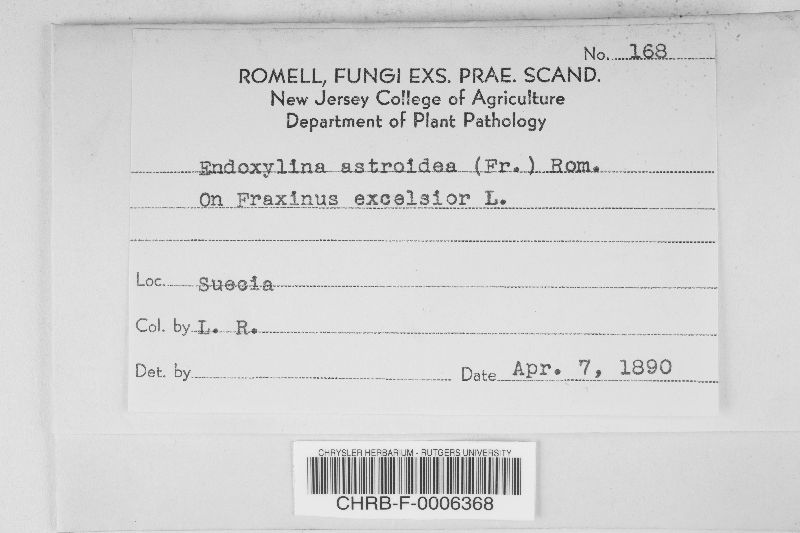 No. 168
ROMELL, FUNGI EXS. PRAE. SCAND.
New Jersey College of Agriculture
Department of Plant Pathology
Endoxylina astroidea (Fr.) Rom.
On Fraxinus excelsior L.
Loc. Suecia
Col. by L. R.
Det. by
Date Apr. 7, 1890
CHRYSLER HERBARIUM - RUTGERS UNIVERSITY
CHRB-F-0006368